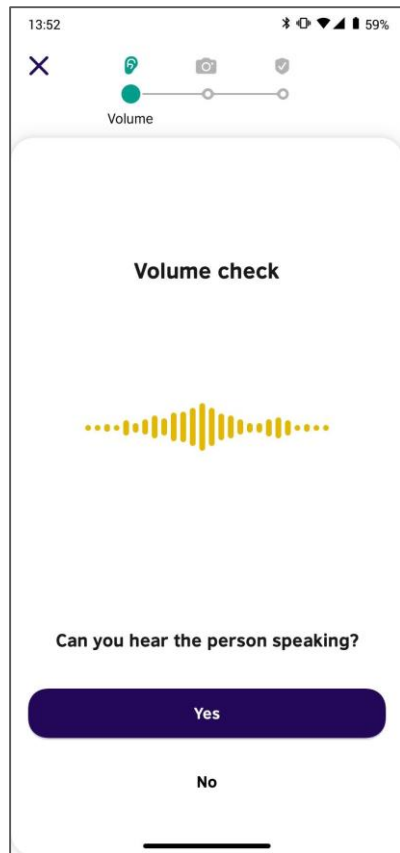 13:52
59%
Volume
Volume check
Can you hear the person speaking?
Yes
No